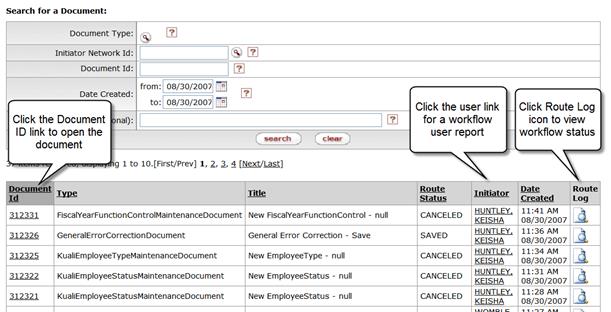 Search for a Document:
Document Type:
?
Initiator Network Id:
?
Document Id:
?
Date Created:
from: 08/30/2007
to: 08/30/2007
?
onal):
?
search clear
Click the Document ID link to open the document
Click the user link for a workflow user report
Click Route Log icon to view workflow status
displaying 1 to 10.[First/Prev] 1, 2, 3, 4 [Next/Last]
Document Id Type Title Route Status Initiator Date Created Route Log
312331 FiscalYearFunctionControlMaintenanceDocument New FiscalYearFunctionControl - null CANCELED HUNTLEY, KEISHA 11:41 AM 08/30/2007
312326 GeneralErrorCorrectionDocument General Error Correction - Save SAVED HUNTLEY, KEISHA 11:36 AM 08/30/2007
312325 KualiEmployeeTypeMaintenanceDocument New EmployeeType - null CANCELED HUNTLEY, KEISHA 11:34 AM 08/30/2007
312322 KualiEmployeeStatusMaintenanceDocument New EmployeeStatus - null CANCELED HUNTLEY, KEISHA 11:31 AM 08/30/2007
312321 KualiEmployeeStatusMaintenanceDocument New EmployeeStatus - null CANCELED HUNTLEY, KEISHA 11:28 AM 08/30/2007